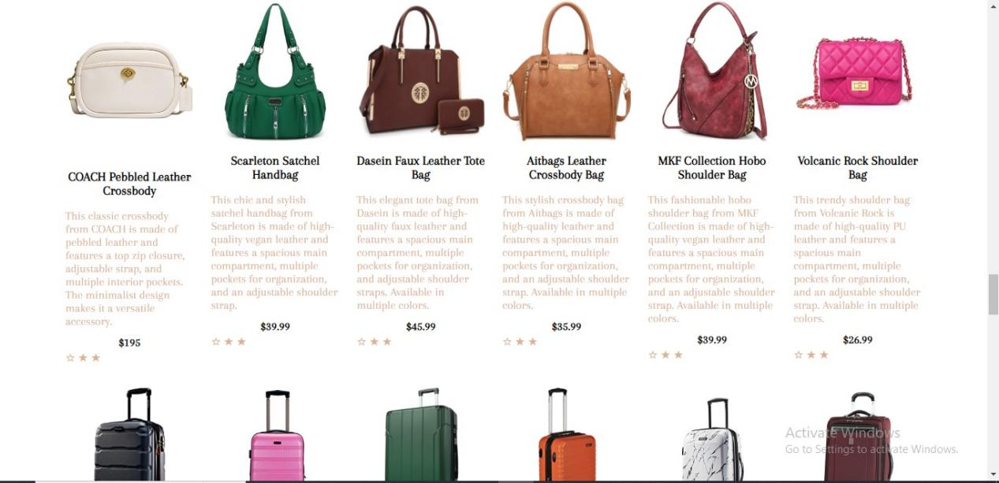 COACH Pebbled Leather
Crossbody
This classic crossbody
from COACH is made of
pebbled leather and
features a top zip closure,
adjustable strap, and
multiple interior pockets.
The minimalist design
makes it a versatile
accessory.
$195
☆ ★ ★
Scarleton Satchel
Handbag
This chic and stylish
satchel handbag from
Scarleton is made of high-
quality vegan leather and
features a spacious main
compartment, multiple
pockets for organization,
and an adjustable shoulder
strap.
$39.99
☆ ★ ★
Dasein Faux Leather Tote
Bag
This elegant tote bag from
Dasein is made of high-
quality faux leather and
features a spacious main
compartment, multiple
pockets for organization,
and adjustable shoulder
straps. Available in
multiple colors.
$45.99
☆ ★ ★
Aitbags Leather
Crossbody Bag
This stylish crossbody bag
from Aitbags is made of
high-quality leather and
features a spacious main
compartment, multiple
pockets for organization,
and an adjustable shoulder
strap. Available in multiple
colors.
$35.99
☆ ★ ★
M
MKF Collection Hobo
Shoulder Bag
This fashionable hobo
shoulder bag from MKF
Collection is made of high-
quality vegan leather and
features a spacious main
compartment, multiple
pockets for organization,
and an adjustable shoulder
strap. Available in multiple
colors.
$39.99
☆ ★ ★
Volcanic Rock Shoulder
Bag
This trendy shoulder bag
from Volcanic Rock is
made of high-quality PU
leather and features a
spacious main
compartment, multiple
pockets for organization,
and an adjustable shoulder
strap. Available in multiple
colors.
$26.99
☆ ★ ★
Activate Windows
Go to Settings to activate Windows.